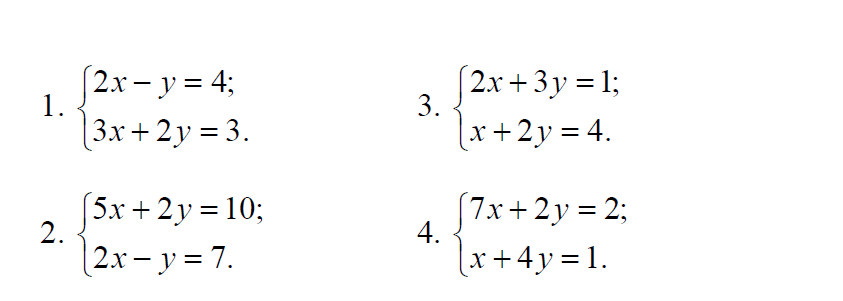 1. {2x − y = 4;
3x + 2y = 3.
2. {5x + 2y = 10;
2x − y = 7.
3. {2x + 3y = 1;
x + 2y = 4.
4. {7x + 2y = 2;
x + 4y = 1.